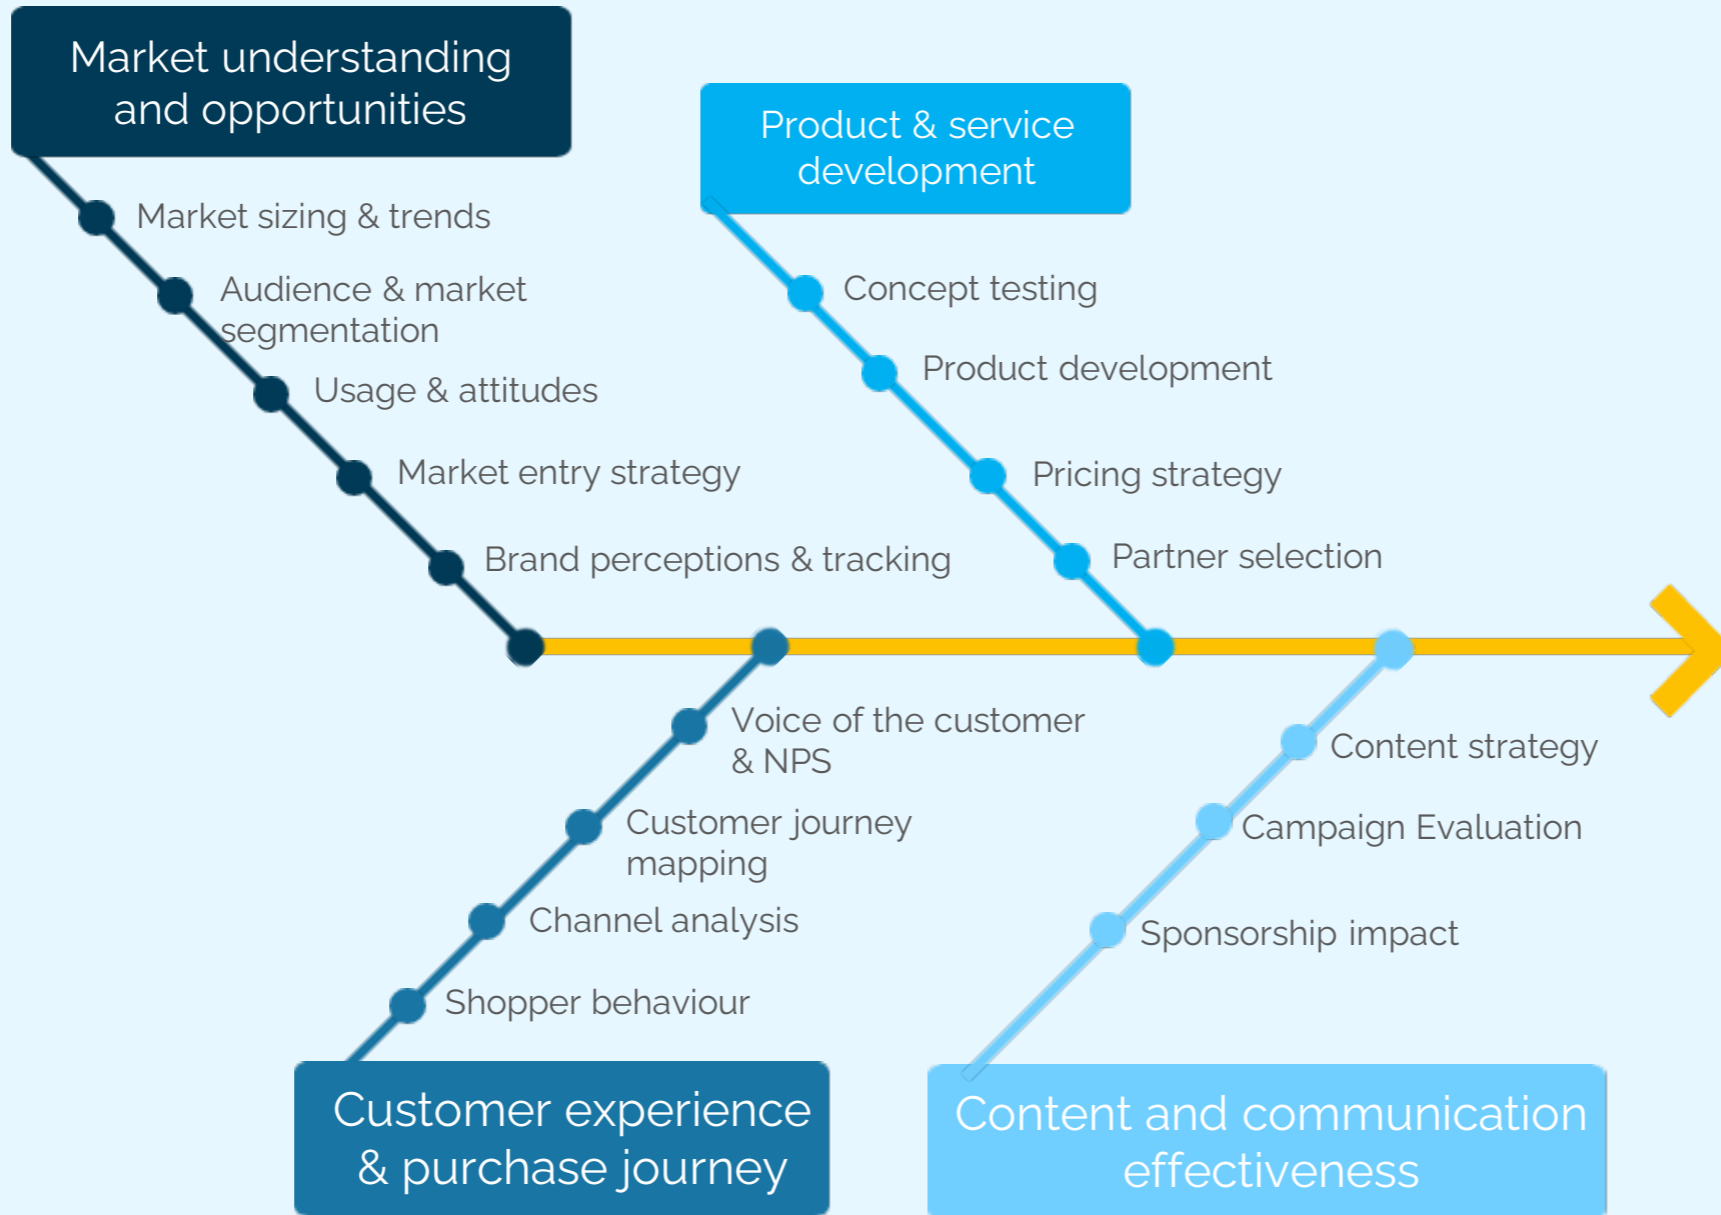 Market understanding
and opportunities
Market sizing & trends
Audience & market
segmentation
Usage & attitudes
Market entry strategy
Brand perceptions & tracking
Product & service
development
Concept testing
Product development
Pricing strategy
Partner selection
Voice of the customer
& NPS
Customer journey
mapping
Channel analysis
Shopper behaviour
Customer experience
& purchase journey
Content strategy
Campaign Evaluation
Sponsorship impact
Content and communication
effectiveness